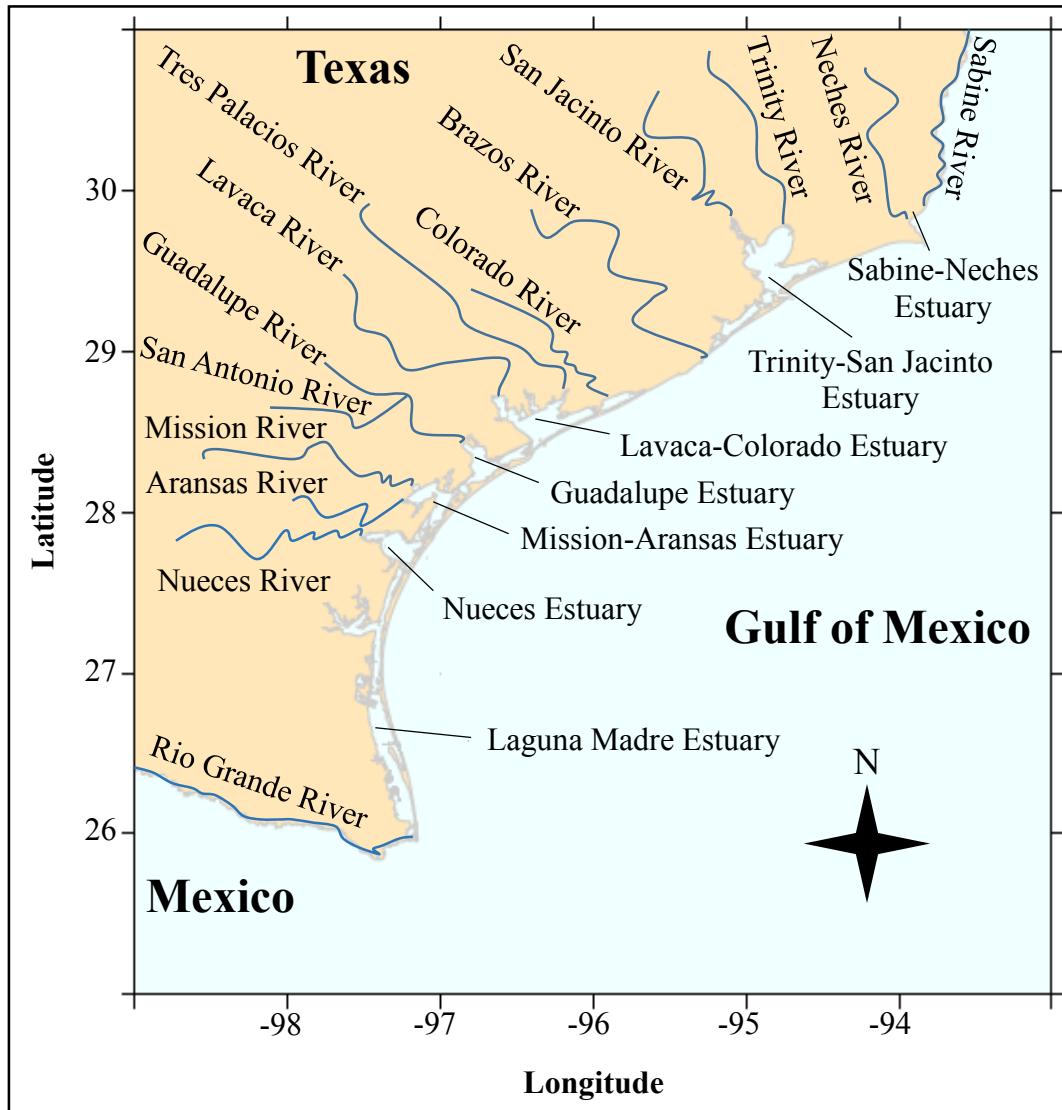 Texas
Tres Palacios River
San Jacinto River
Trinity River
Neches River
Sabine River
Brazos River
Lavaca River
Colorado River
Guadalupe River
San Antonio River
Mission River
Aransas River
Nueces River
Sabine-Neches
Estuary
Trinity-San Jacinto
Estuary
Lavaca-Colorado Estuary
Guadalupe Estuary
Mission-Aransas Estuary
Nueces Estuary
Gulf of Mexico
Laguna Madre Estuary
Rio Grande River
N
Mexico
30
29
28
27
26
Latitude
-98
-97
-96
-95
-94
Longitude